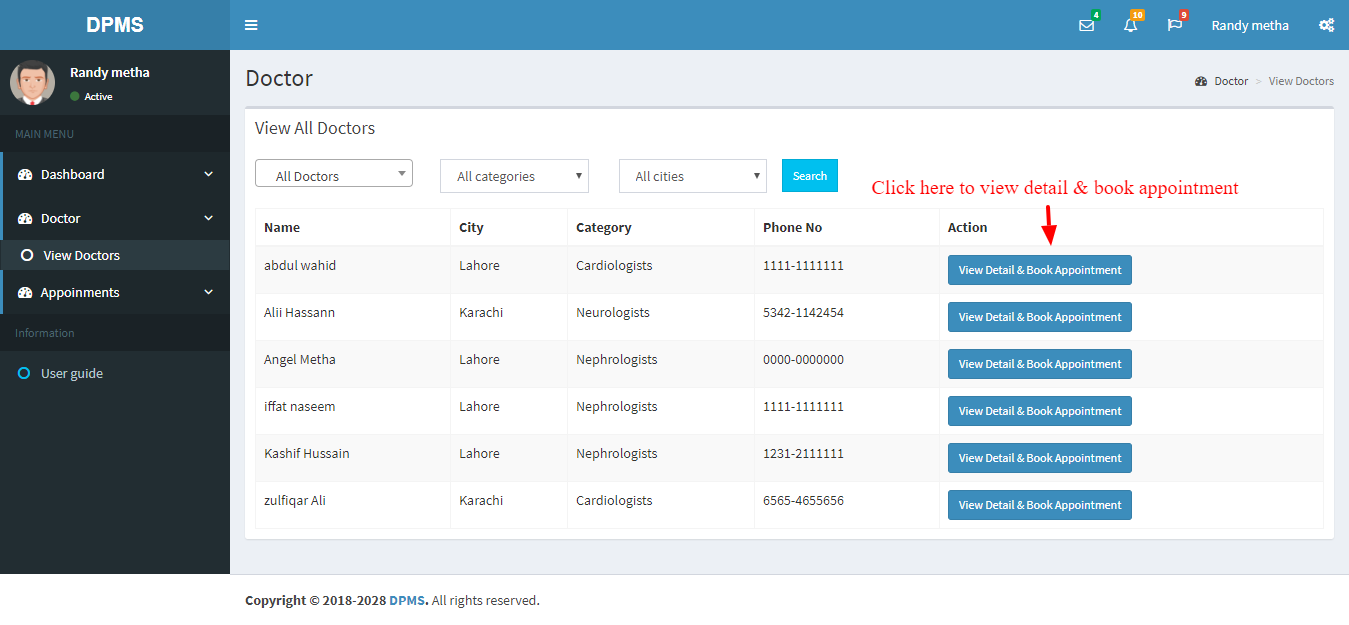 DPMS
4
10
9
Randy metha
Randy metha
Active
MAIN MENU
Dashboard
Doctor
View Doctors
Appoinments
Information
User guide
Doctor
Doctor > View Doctors
View All Doctors
All Doctors All categories All cities Search
Click here to view detail & book appointment
Name City Category Phone No Action
abdul wahid Lahore Cardiologists 1111-1111111 View Detail & Book Appointment
Alii Hassann Karachi Neurologists 5342-1142454 View Detail & Book Appointment
Angel Metha Lahore Nephrologists 0000-0000000 View Detail & Book Appointment
iffat naseem Lahore Nephrologists 1111-1111111 View Detail & Book Appointment
Kashif Hussain Lahore Nephrologists 1231-2111111 View Detail & Book Appointment
zulfiqar Ali Karachi Cardiologists 6565-4655656 View Detail & Book Appointment
Copyright © 2018-2028 DPMS. All rights reserved.